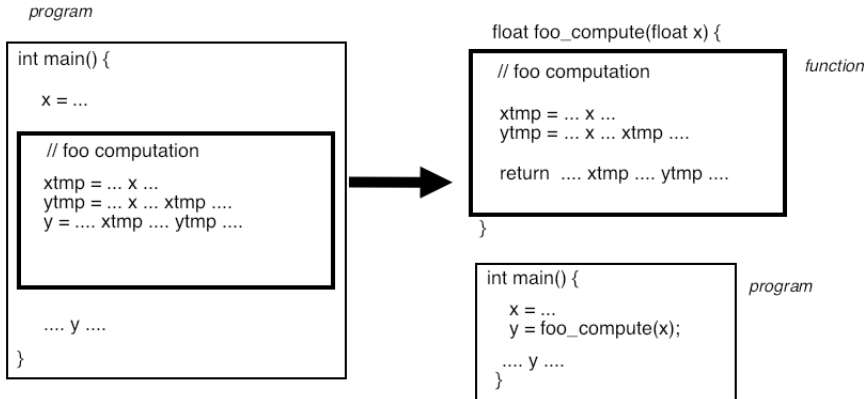 program
int main() {
x = ...
// foo computation
xtmp = ... x ...
ytmp = ... x ... xtmp ....
y = .... xtmp .... ytmp ....
.... y ....
}
float foo_compute(float x) {
function
// foo computation
xtmp = ... x ...
ytmp = ... x ... xtmp ....
return .... xtmp .... ytmp ....
}
program
int main() {
x = ...
y = foo_compute(x);
.... y ....
}